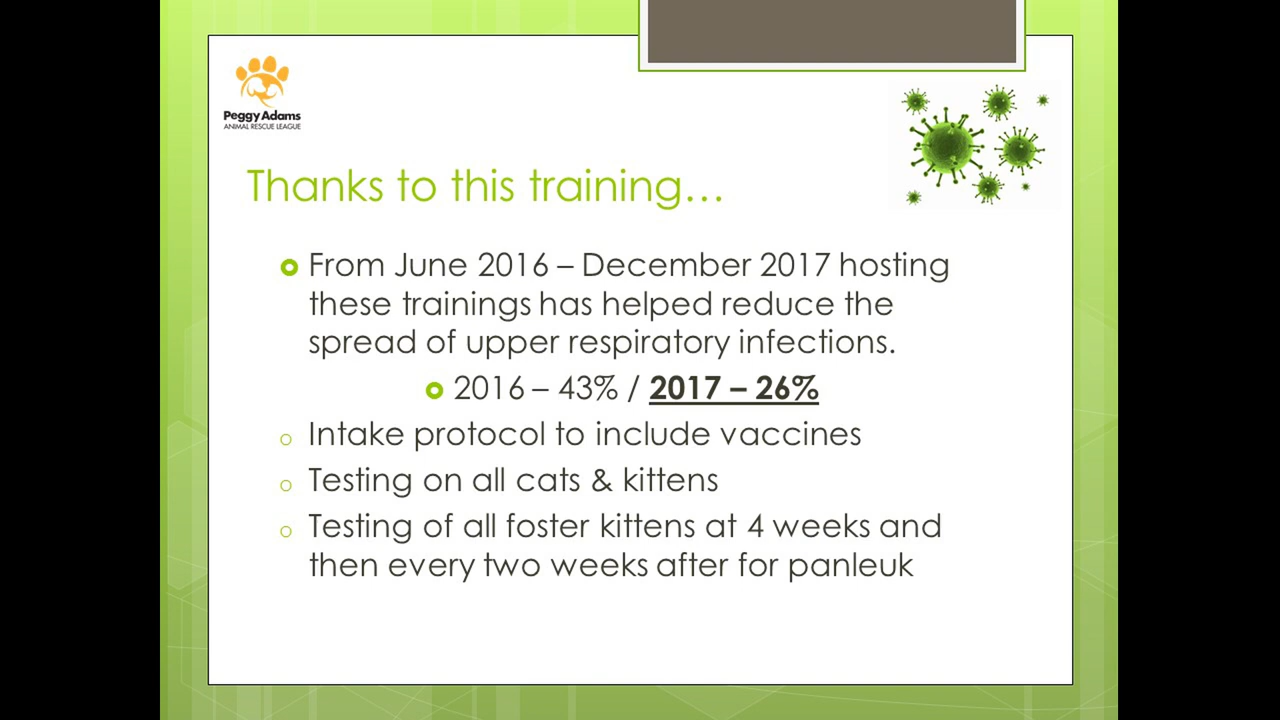 Peggy Adams
ANIMAL RESCUE LEAGUE
Thanks to this training…
From June 2016 – December 2017 hosting
these trainings has helped reduce the
spread of upper respiratory infections.
2016 – 43% / 2017 – 26%
Intake protocol to include vaccines
Testing on all cats & kittens
Testing of all foster kittens at 4 weeks and
then every two weeks after for panleuk